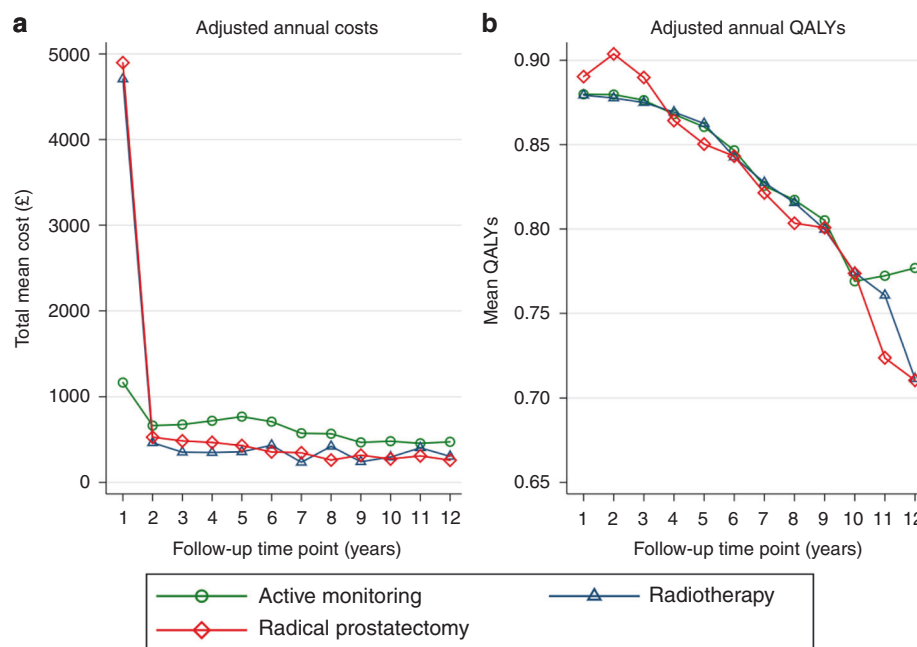 a
Adjusted annual costs
5000
4000
3000
2000
1000
0
Total mean cost (£)
1 2 3 4 5 6 7 8 9 10 11 12
Follow-up time point (years)
b
Adjusted annual QALYs
0.90
0.85
0.80
0.75
0.70
0.65
Mean QALYs
1 2 3 4 5 6 7 8 9 10 11 12
Follow-up time point (years)
Active monitoring
Radiotherapy
Radical prostatectomy